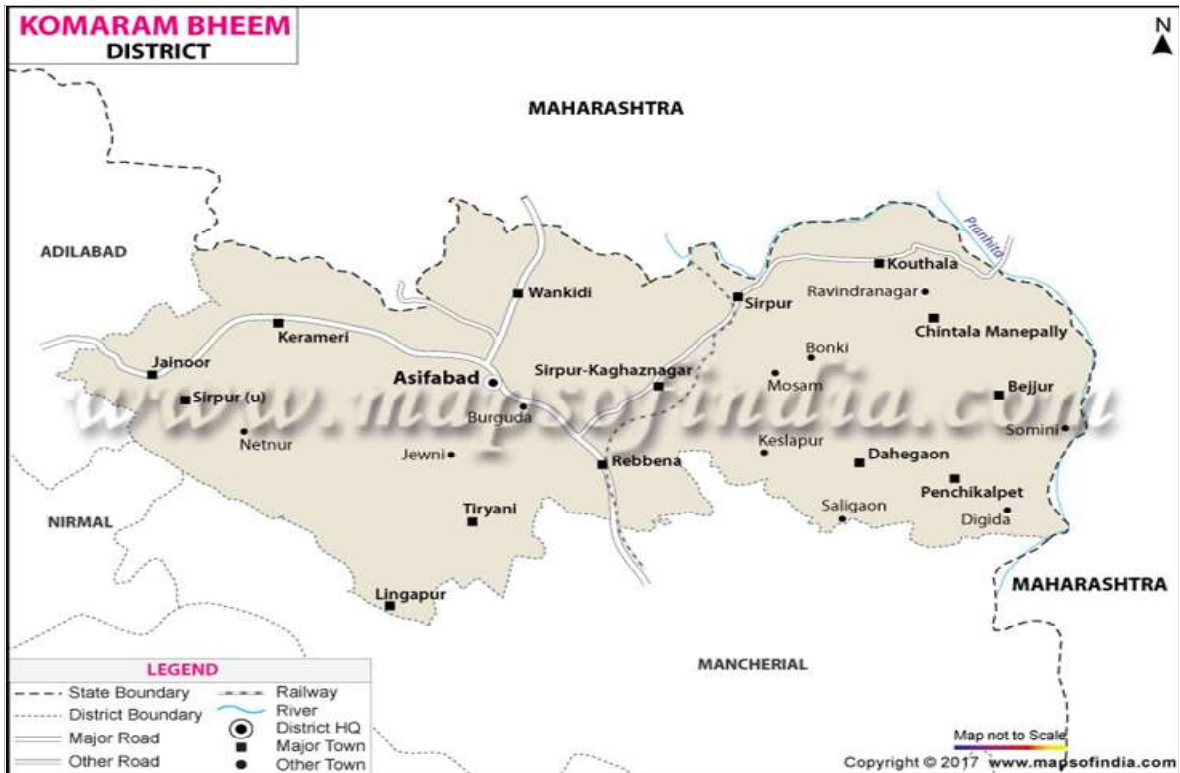 KOMARAM BHEEM
DISTRICT
N
MAHARASHTRA
ADILABAD
Pranhita
Kouthala
Wankidi
Ravindranagar
Sirpur
Chintala Manepally
Kerameri
Bonki
Jainoor
Sirpur-Kaghaznagar
Asifabad
Mosam
Bejjur
Sirpur (u)
www.mapsofindia.com
Burguda
Somini
Netnur
Keslapur
Jewni
Rebbena
Dahegaon
Penchikalpet
Tiryani
Saligaon
Digida
NIRMAL
MAHARASHTRA
Lingapur
MANCHERIAL
LEGEND
State Boundary
District Boundary
Major Road
Other Road
Railway
River
District HQ
Major Town
Other Town
Map not to Scale
Copyright © 2017 www.mapsofindia.com